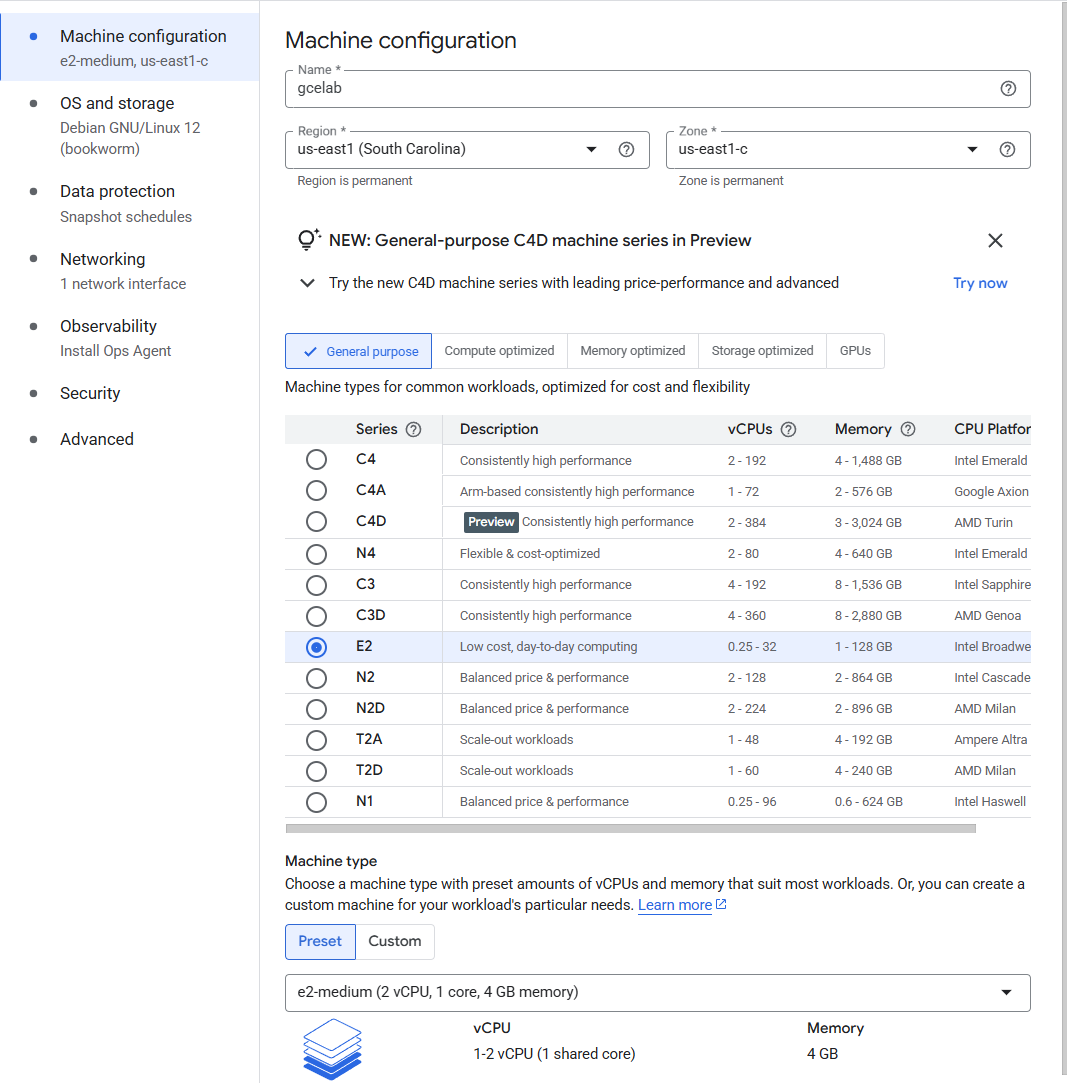 Machine configuration
e2-medium, us-east1-c
OS and storage
Debian GNU/Linux 12
(bookworm)
Data protection
Snapshot schedules
Networking
1 network interface
Observability
Install Ops Agent
Security
Advanced
Machine configuration
Name *
gcelab
Region *
us-east1 (South Carolina)
Region is permanent
Zone *
us-east1-c
Zone is permanent
NEW: General-purpose C4D machine series in Preview
Try the new C4D machine series with leading price-performance and advanced
Try now
General purpose Compute optimized Memory optimized Storage optimized GPUs
Machine types for common workloads, optimized for cost and flexibility
Series Description vCPUs Memory CPU Platfor
C4 Consistently high performance 2 - 192 4 - 1,488 GB Intel Emerald
C4A Arm-based consistently high performance 1 - 72 2 - 576 GB Google Axion
C4D Preview Consistently high performance 2 - 384 3 - 3,024 GB AMD Turin
N4 Flexible & cost-optimized 2 - 80 4 - 640 GB Intel Emerald
C3 Consistently high performance 4 - 192 8 - 1,536 GB Intel Sapphire
C3D Consistently high performance 4 - 360 8 - 2,880 GB AMD Genoa
E2 Low cost, day-to-day computing 0.25 - 32 1 - 128 GB Intel Broadwe
N2 Balanced price & performance 2 - 128 2 - 864 GB Intel Cascade
N2D Balanced price & performance 2 - 224 2 - 896 GB AMD Milan
T2A Scale-out workloads 1 - 48 4 - 192 GB Ampere Altra
T2D Scale-out workloads 1 - 60 4 - 240 GB AMD Milan
N1 Balanced price & performance 0.25 - 96 0.6 - 624 GB Intel Haswell
Machine type
Choose a machine type with preset amounts of vCPUs and memory that suit most workloads. Or, you can create a
custom machine for your workload's particular needs. Learn more
Preset Custom
e2-medium (2 vCPU, 1 core, 4 GB memory)
vCPU Memory
1-2 vCPU (1 shared core) 4 GB